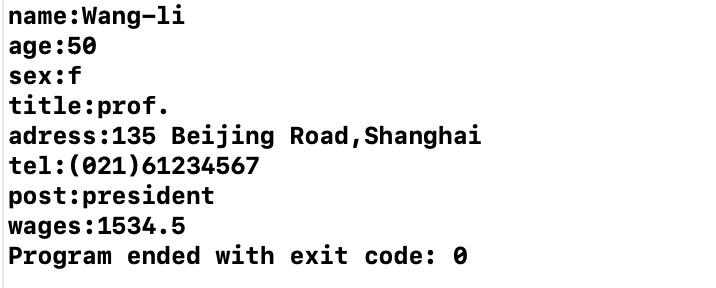 name:Wang-li
age:50
sex:f
title:prof.
adress:135 Beijing Road,Shanghai
tel:(021)61234567
post:president
wages:1534.5
Program ended with exit code: 0